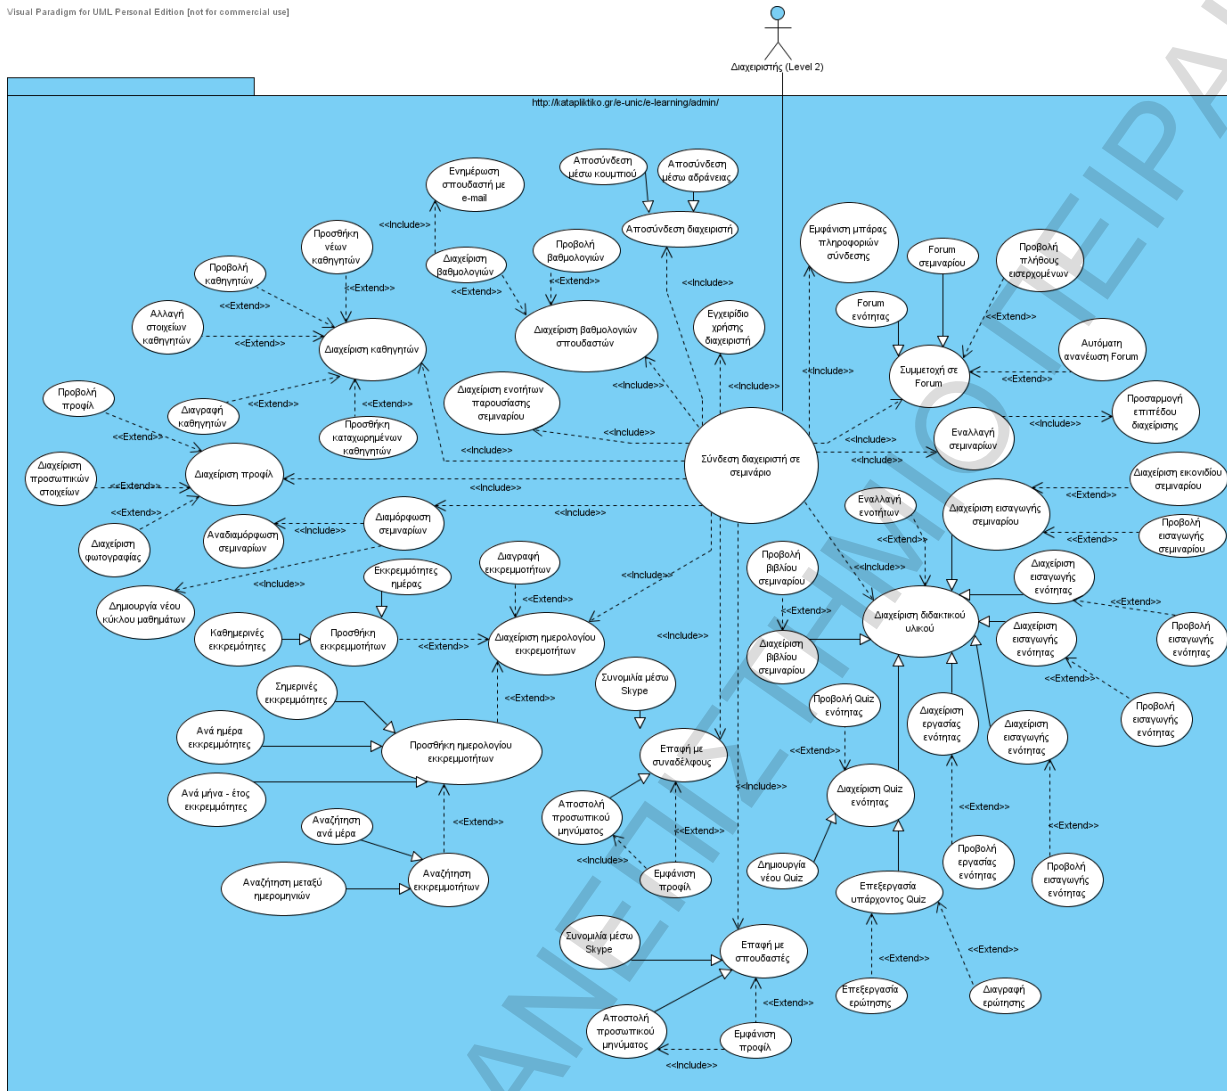 Visual Paradigm for UML Personal Edition [not for commercial use]
Διαχειριστής (Level 2)
http://katapliktiko.gr/e-unic/e-learning/admin/
Ενημέρωση
σπουδαστή με
e-mail
Αποσύνδεση
μέσω κουμπιού
Αποσύνδεση
μέσω αδράνειας
Αποσύνδεση διαχειριστή
<<Include>>
Προσθήκη
νέων
καθηγητών
Διαχείριση
βαθμολογιών
Προβολή
βαθμολογιών
Εμφάνιση μπάρας
πληροφοριών
σύνδεσης
Forum
σεμιναρίου
Προβολή
πλήθους
εισερχομένων
Προβολή
καθηγητών
<<Extend>>
<<Extend>>
<<Extend>>
<<Include>>
<<Include>>
Αλλαγή
στοιχείων
καθηγητών
<<Extend>>
<<Extend>>
Διαχείριση καθηγητών
Διαχείριση βαθμολογιών
σπουδαστών
Εγχειρίδιο
χρήσης
διαχειριστή
Forum
ενότητας
<<Extend>>
Αυτόματη
ανανέωση Forum
Συμμετοχή σε
Forum
<<Extend>>
<<Include>>
<<Include>>
Προβολή
προφίλ
<<Extend>>
Διαγραφή
καθηγητών
<<Extend>>
<<Extend>>
Προσθήκη
καταχωρημένων
καθηγητών
Διαχείριση ενοτήτων
παρουσίασης
σεμιναρίου
<<Include>>
<<Include>>
<<Include>>
<<Include>>
Εναλλαγή
σεμιναρίων
<<include>>
Προσαρμογή
επιπέδου
διαχείρισης
Διαχείριση
προσωπικών
στοιχείων
<<Extend>>
<<Extend>>
Διαχείριση προφίλ
<<Include>>
Σύνδεση διαχειριστή σε
σεμινάριο
Διαχείριση εικονιδίου
σεμιναρίου
<<Extend>>
<<Extend>>
Διαχείριση εισαγωγής
σεμιναρίου
Προβολή
εισαγωγής
σεμιναρίου
Εναλλαγή
ενοτήτων
<<Extend>>
Διαχείριση
φωτογραφίας
Αναδιαμόρφωση
σεμιναρίων
<<Include>>
Διαμόρφωση
σεμιναρίων
<<Include>>
Διαγραφή
εκκρεμμοτήτων
<<Extend>>
<<Include>>
Προβολή
βιβλίου
σεμιναρίου
<<Extend>>
<<Include>>
Διαχείριση
εισαγωγής
ενότητας
<<Extend>>
Εκκρεμμότητες
ημέρας
Δημιουργία νέου
κύκλου μαθημάτων
Καθημερινές
εκκρεμότητες
Προσθήκη
εκκρεμμοτήτων
<<Extend>>
Διαχείριση ημερολογίου
εκκρεμοτήτων
Διαχείριση
βιβλίου
σεμιναρίου
Διαχείριση διδακτικού
υλικού
Διαχείριση
εισαγωγής
ενότητας
Προβολή
εισαγωγής
ενότητας
<<Extend>>
Σημερινές
εκκρεμμότητες
<<Extend>>
Συνομιλία μέσω
Skype
<<Include>>
Προβολή Quiz
ενότητας
Διαχείριση
εργασίας
ενότητας
Διαχείριση
εισαγωγής
ενότητας
Προβολή
εισαγωγής
ενότητας
Ανά ημέρα
εκκρεμμότητες
Προσθήκη ημερολογίου
εκκρεμμοτήτων
Επαφή με
συναδέλφους
<<Include>>
<<Extend>>
Ανά μήνα - έτος
εκκρεμμότητες
Αποστολή
προσωπικού
μηνύματος
Διαχείριση Quiz
ενότητας
<<Extend>>
<<Extend>>
Αναζήτηση
ανά μέρα
<<Extend>>
<<Include>>
<<Extend>>
Αναζήτηση μεταξύ
ημερομηνιών
Αναζήτηση
εκκρεμμοτήτων
Εμφάνιση
προφίλ
Δημιουργία
νέου Quiz
Επεξεργασία
υπάρχοντος Quiz
Προβολή
εργασίας
ενότητας
Προβολή
εισαγωγής
ενότητας
Συνομιλία μέσω
Skype
Επαφή με
σπουδαστές
<<Extend>>
<<Extend>>
Επεξεργασία
ερώτησης
Διαγραφή
ερώτησης
<<Extend>>
Αποστολή
προσωπικού
μηνύματος
Εμφάνιση
προφίλ
<<Include>>
ΑΝΕΠΙΣΤΗΜΙΟ ΠΕΙΡΑΙ